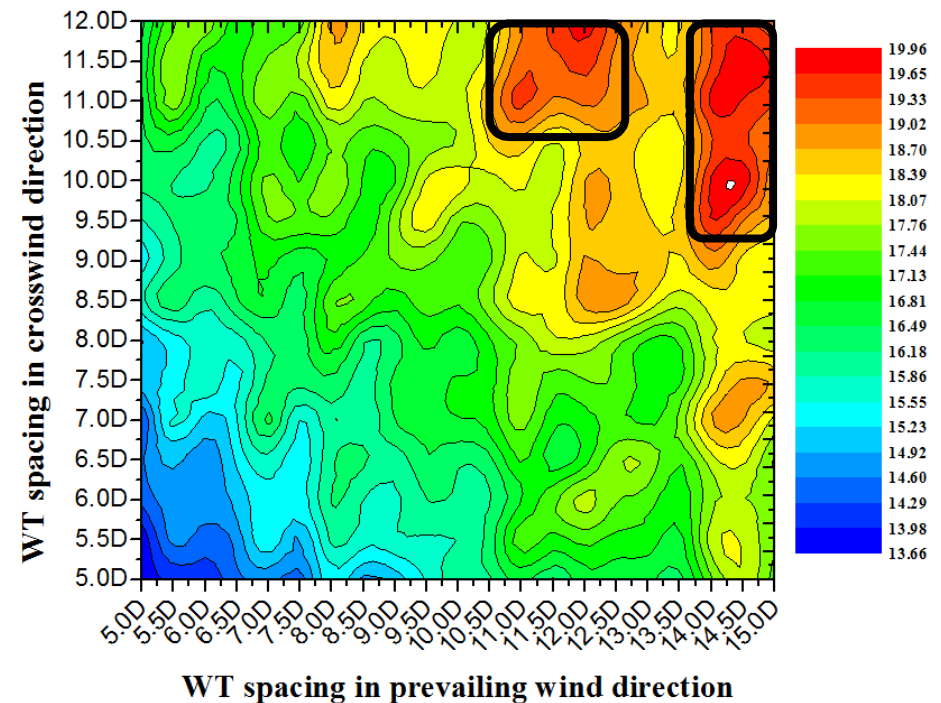 WT spacing in crosswind direction
12.0D
11.5D
11.0D
10.5D
10.0D
9.5D
9.0D
8.5D
8.0D
7.5D
7.0D
6.5D
6.0D
5.5D
5.0D
5.0D
5.5D
6.0D
6.5D
7.0D
7.5D
8.0D
8.5D
9.0D
9.5D
10.0D
10.5D
11.0D
11.5D
12.0D
12.5D
13.0D
13.5D
14.0D
14.5D
15.0D
WT spacing in prevailing wind direction
19.96
19.65
19.33
19.02
18.70
18.39
18.07
17.76
17.44
17.13
16.81
16.49
16.18
15.86
15.55
15.23
14.92
14.60
14.29
13.98
13.66